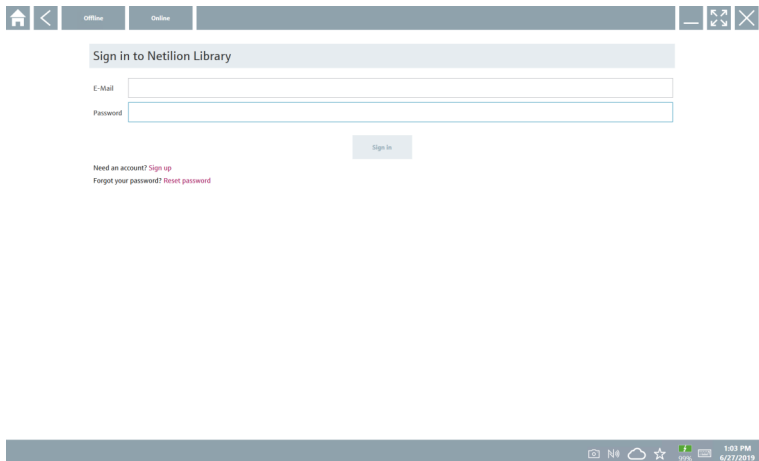 Offline Online
Sign in to Netilion Library
E-Mail
Password
Sign in
Need an account? Sign up
Forgot your password? Reset password
99%
1:03 PM
6/27/2019